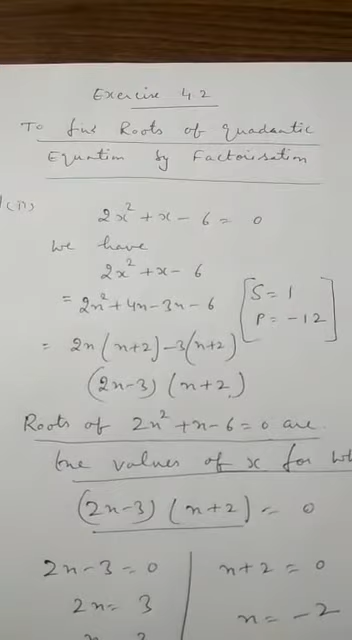 Exercise 4.2
To find Roots of quadratic
Equation by Factorisation
1(ii)
2x² + x - 6 = 0
We have
2x² + x - 6
= 2x² + 4x - 3x - 6 [S = 1
P = -12]
= 2x (x+2) - 3(x+2)
(2x-3) (x+2)
Roots of 2x² + x - 6 = 0 are
the values of x for
(2x-3) (x+2) = 0
2x - 3 = 0 | x + 2 = 0
2x = 3 | x = -2